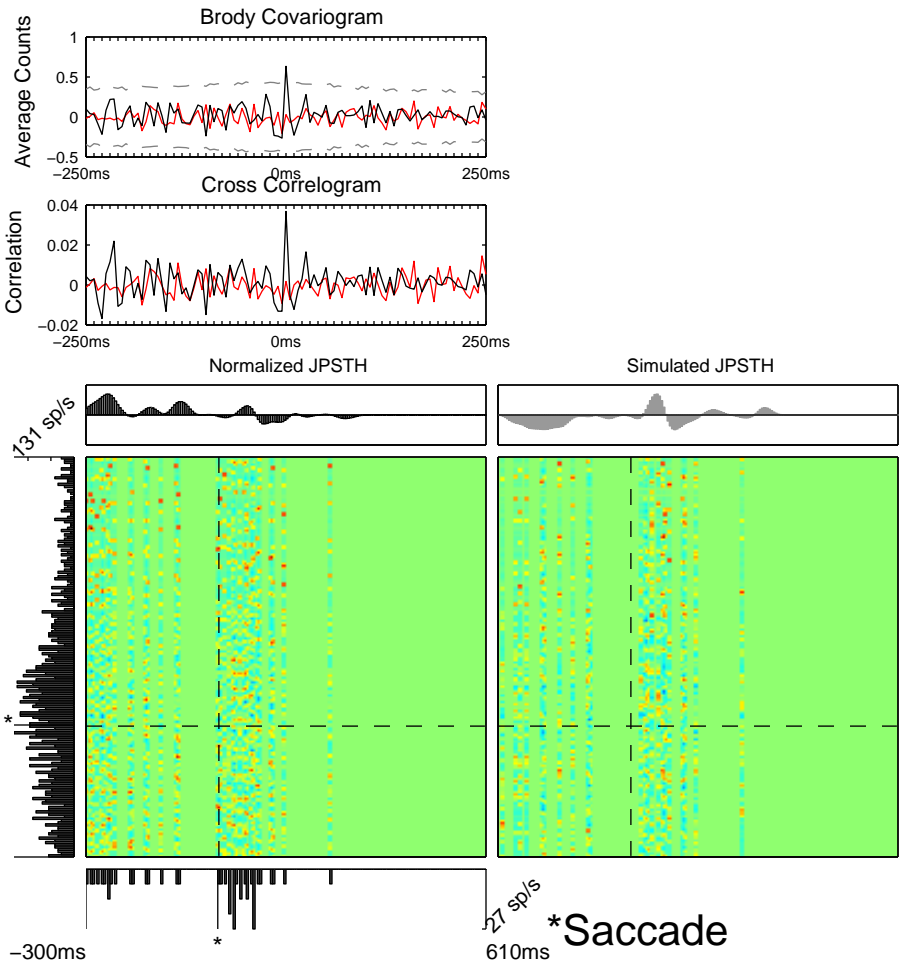 Brody Covariogram
Average Counts
1
0.5
0
−0.5
−250ms
0ms
250ms
Cross Correlogram
Correlation
0.04
0.02
0
−0.02
−250ms
0ms
250ms
Normalized JPSTH
Simulated JPSTH
131 sp/s
*
27 sp/s
*
*Saccade
−300ms
610ms